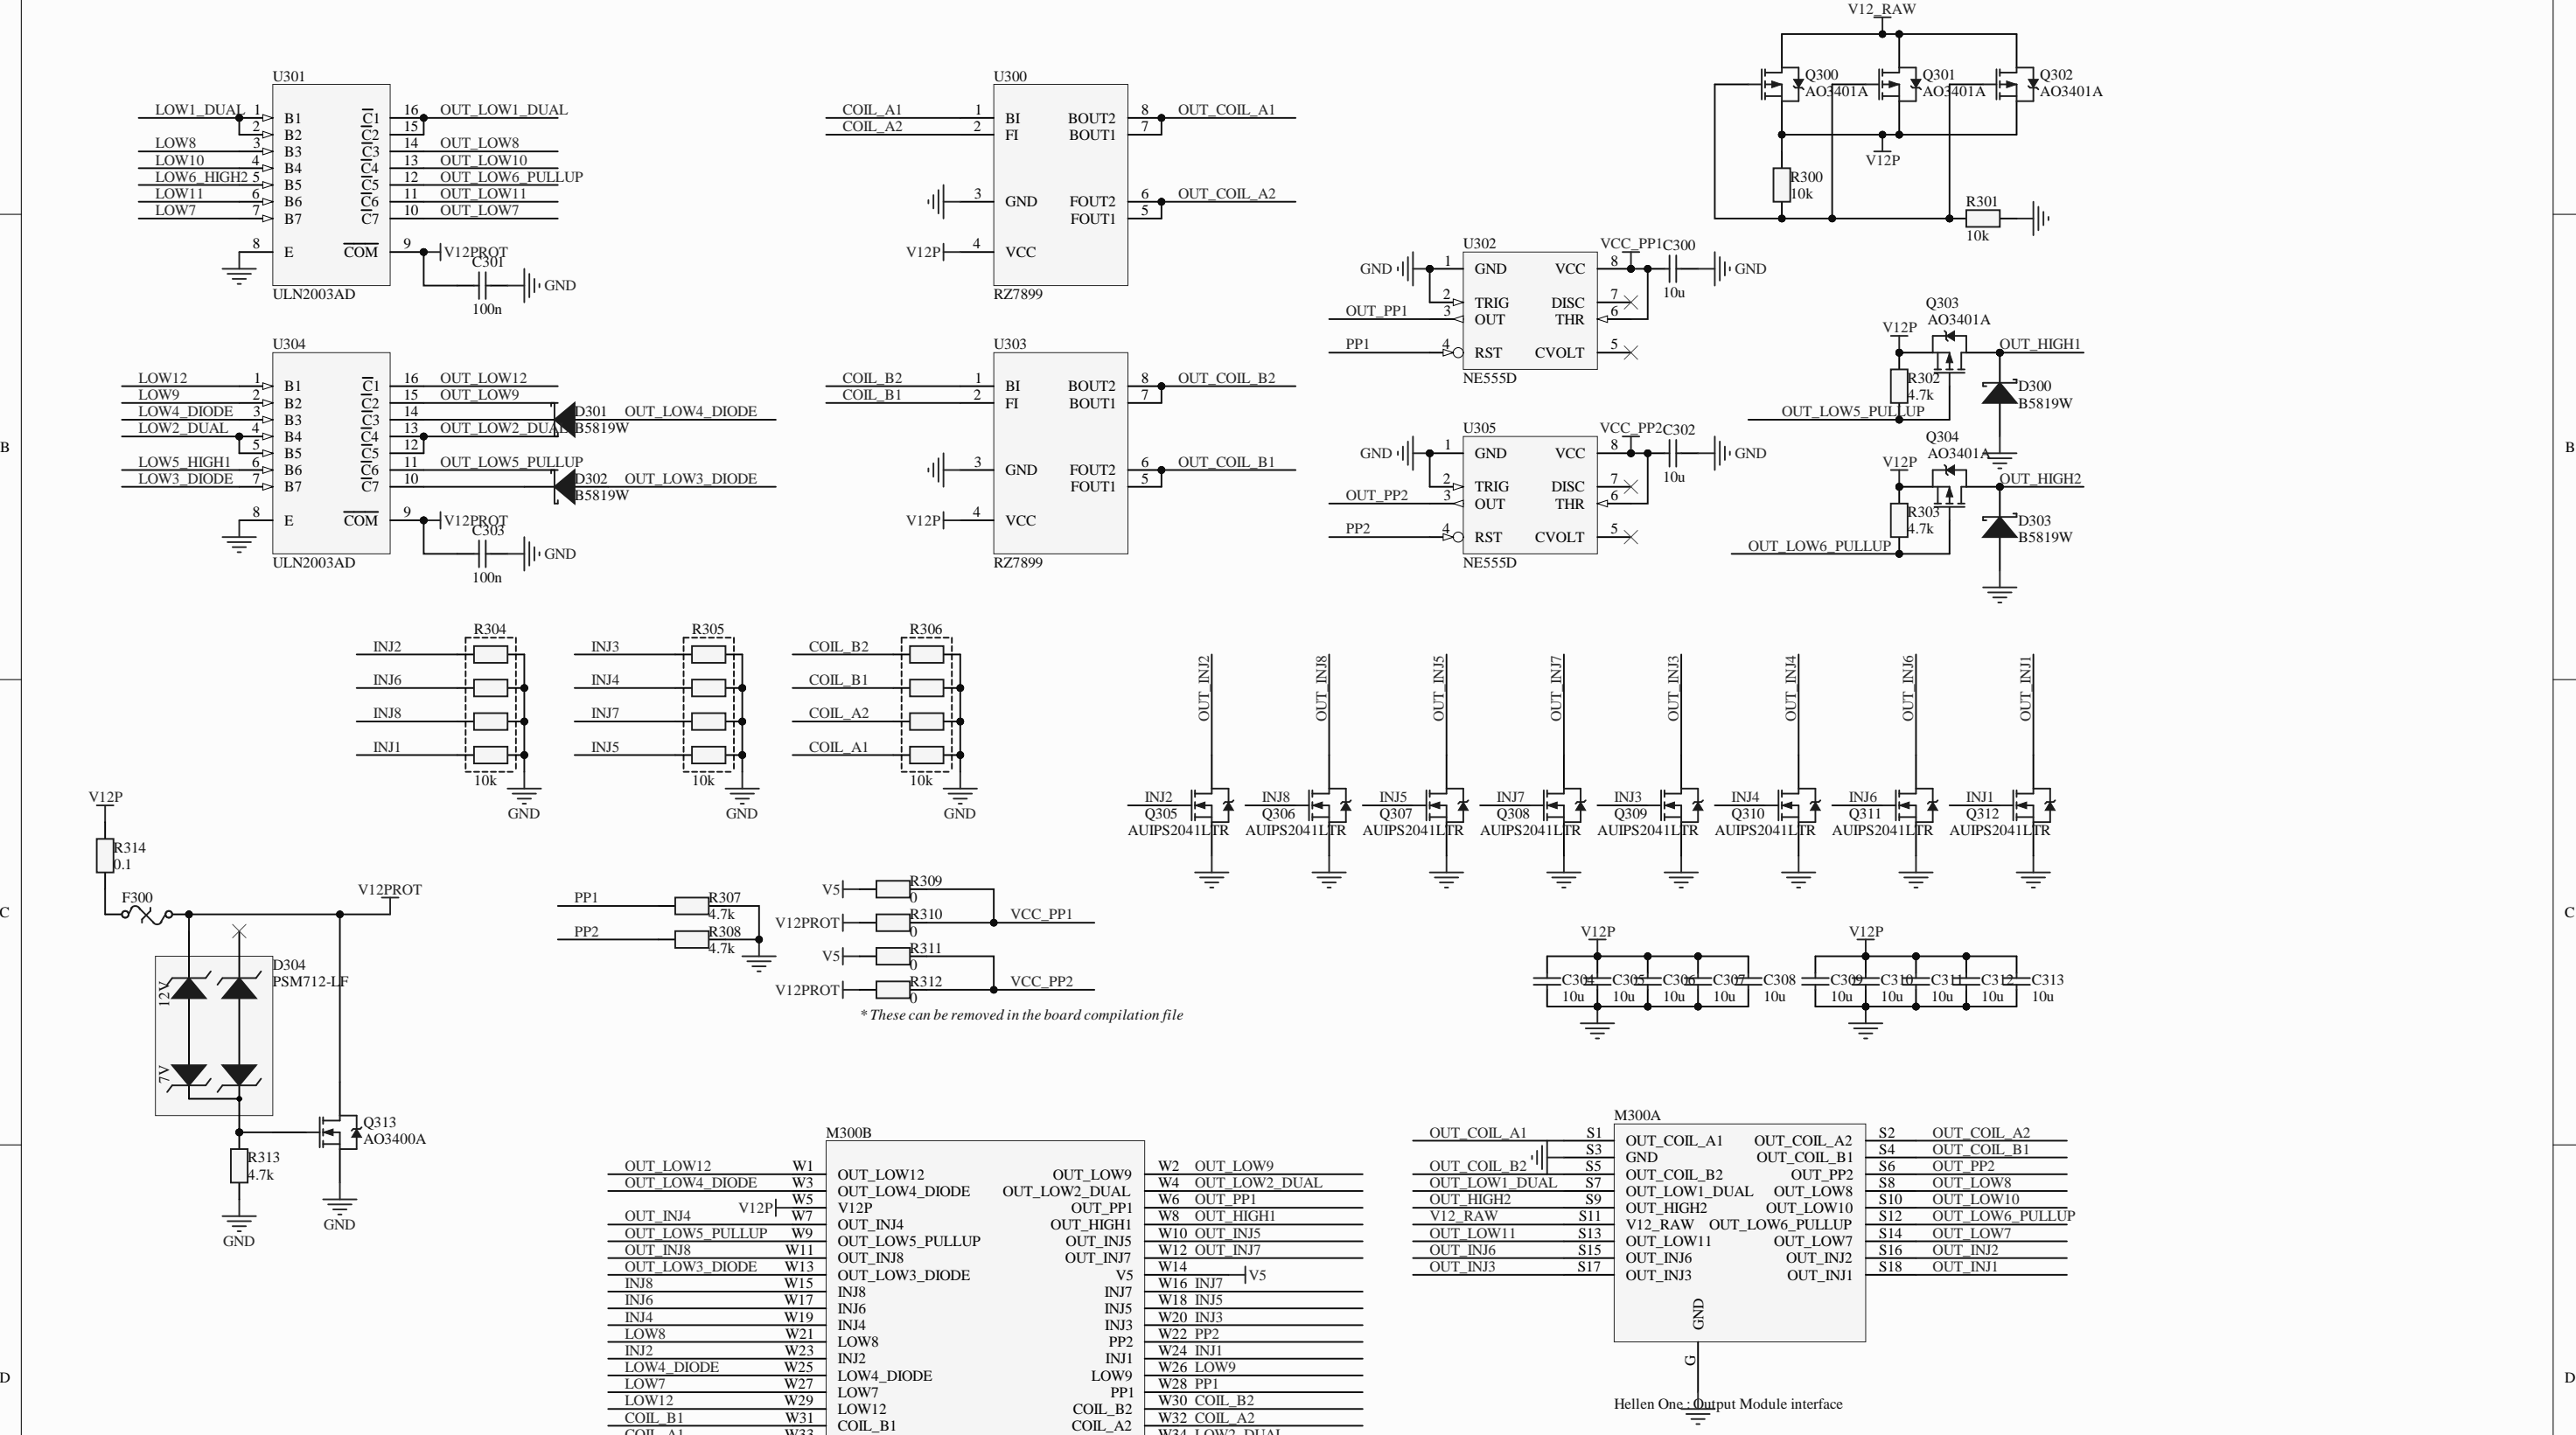 V12_RAW
Q300
AO3401A
Q301
AO3401A
Q302
AO3401A
V12P
R300
10k
R301
10k
U301
LOW1_DUAL 1 B1 C1 16 OUT_LOW1_DUAL
2 B2 C2 15
LOW8 3 B3 C3 14 OUT_LOW8
LOW10 4 B4 C4 13 OUT_LOW10
LOW6_HIGH2 5 B5 C5 12 OUT_LOW6_PULLUP
LOW11 6 B6 C6 11 OUT_LOW11
LOW7 7 B7 C7 10 OUT_LOW7
8 E COM 9 V12PROT
C301
GND
100n
ULN2003AD
U300
COIL_A1 1 BI BOUT2 8 OUT_COIL_A1
COIL_A2 2 FI BOUT1 7
3 GND FOUT2 6 OUT_COIL_A2
FOUT1 5
V12P 4 VCC
RZ7899
U302
GND 1 GND VCC 8 VCC_PP1 C300 GND
10u
2 TRIG DISC 7
OUT_PP1 3 OUT THR 6
PP1 4 RST CVOLT 5
NE555D
Q303
AO3401A
V12P
OUT_HIGH1
R302
4.7k
D300
B5819W
OUT_LOW5_PULLUP
U304
LOW12 1 B1 C1 16 OUT_LOW12
LOW9 2 B2 C2 15 OUT_LOW9
LOW4_DIODE 3 B3 C3 14 D301 OUT_LOW4_DIODE
LOW2_DUAL 4 B4 C4 13 OUT_LOW2_DUAL B5819W
5 B5 C5 12
LOW5_HIGH1 6 B6 C6 11 OUT_LOW5_PULLUP
LOW3_DIODE 7 B7 C7 10 D302 OUT_LOW3_DIODE
B5819W
8 E COM 9 V12PROT
C303
GND
100n
ULN2003AD
U303
COIL_B2 1 BI BOUT2 8 OUT_COIL_B2
COIL_B1 2 FI BOUT1 7
3 GND FOUT2 6 OUT_COIL_B1
FOUT1 5
V12P 4 VCC
RZ7899
U305
GND 1 GND VCC 8 VCC_PP2 C302 GND
10u
2 TRIG DISC 7
OUT_PP2 3 OUT THR 6
PP2 4 RST CVOLT 5
NE555D
Q304
AO3401A
V12P
OUT_HIGH2
R303
4.7k
D303
B5819W
OUT_LOW6_PULLUP
B
B
R304
INJ2
INJ6
INJ8
INJ1
10k
GND
R305
INJ3
INJ4
INJ7
INJ5
10k
GND
R306
COIL_B2
COIL_B1
COIL_A2
COIL_A1
10k
GND
OUT_INJ2
OUT_INJ8
OUT_INJ5
OUT_INJ7
OUT_INJ3
OUT_INJ4
OUT_INJ6
OUT_INJ1
INJ2 INJ8 INJ5 INJ7 INJ3 INJ4 INJ6 INJ1
Q305 Q306 Q307 Q308 Q309 Q310 Q311 Q312
AUIPS2041LTR AUIPS2041LTR AUIPS2041LTR AUIPS2041LTR AUIPS2041LTR AUIPS2041LTR AUIPS2041LTR AUIPS2041LTR
V12P
R314
0.1
F300
V12PROT
D304
PSM712-LF
12V
7V
Q313
AO3400A
R313
4.7k
GND
GND
PP1 R307
4.7k
PP2 R308
4.7k
V5 R309
0
V12PROT R310 VCC_PP1
0
V5 R311
0
V12PROT R312 VCC_PP2
0
* These can be removed in the board compilation file
V12P
C304 C305 C306 C307 C308
10u 10u 10u 10u 10u
V12P
C309 C310 C311 C312 C313
10u 10u 10u 10u 10u
C
C
M300B
OUT_LOW12 W1 OUT_LOW12 OUT_LOW9 W2 OUT_LOW9
OUT_LOW4_DIODE W3 OUT_LOW4_DIODE OUT_LOW2_DUAL W4 OUT_LOW2_DUAL
V12P W5 V12P OUT_PP1 W6 OUT_PP1
OUT_INJ4 W7 OUT_INJ4 OUT_HIGH1 W8 OUT_HIGH1
OUT_LOW5_PULLUP W9 OUT_LOW5_PULLUP OUT_INJ5 W10 OUT_INJ5
OUT_INJ8 W11 OUT_INJ8 OUT_INJ7 W12 OUT_INJ7
OUT_LOW3_DIODE W13 OUT_LOW3_DIODE V5 W14 V5
INJ8 W15 INJ8 INJ7 W16 INJ7
INJ6 W17 INJ6 INJ5 W18 INJ5
INJ4 W19 INJ4 INJ3 W20 INJ3
LOW8 W21 LOW8 PP2 W22 PP2
INJ2 W23 INJ2 INJ1 W24 INJ1
LOW4_DIODE W25 LOW4_DIODE LOW9 W26 LOW9
LOW7 W27 LOW7 PP1 W28 PP1
LOW12 W29 LOW12 COIL_B2 W30 COIL_B2
COIL_B1 W31 COIL_B1 COIL_A2 W32 COIL_A2
COIL_A1 W33 W34 LOW2_DUAL
M300A
OUT_COIL_A1 S1 OUT_COIL_A1 OUT_COIL_A2 S2 OUT_COIL_A2
S3 GND OUT_COIL_B1 S4 OUT_COIL_B1
OUT_COIL_B2 S5 OUT_COIL_B2 OUT_PP2 S6 OUT_PP2
OUT_LOW1_DUAL S7 OUT_LOW1_DUAL OUT_LOW8 S8 OUT_LOW8
OUT_HIGH2 S9 OUT_HIGH2 OUT_LOW10 S10 OUT_LOW10
V12_RAW S11 V12_RAW OUT_LOW6_PULLUP S12 OUT_LOW6_PULLUP
OUT_LOW11 S13 OUT_LOW11 OUT_LOW7 S14 OUT_LOW7
OUT_INJ6 S15 OUT_INJ6 OUT_INJ2 S16 OUT_INJ2
OUT_INJ3 S17 OUT_INJ3 OUT_INJ1 S18 OUT_INJ1
GND
G
Hellen One : Output Module interface
D
D